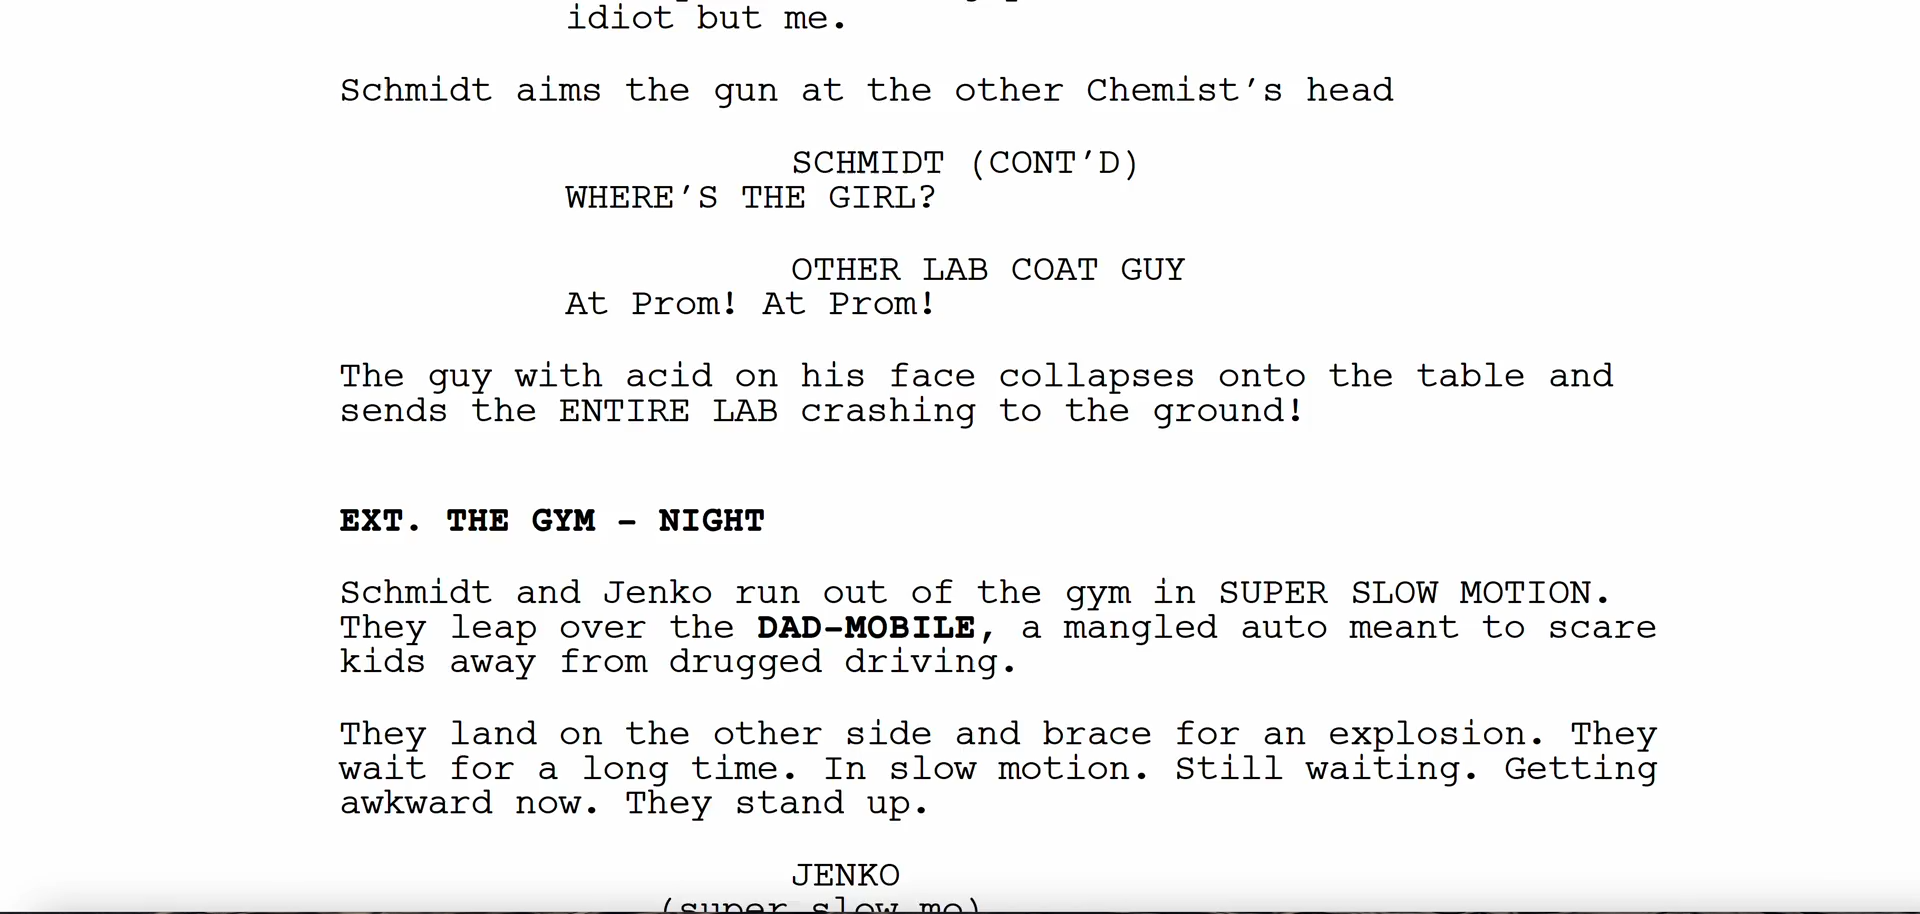 idiot but me.
Schmidt aims the gun at the other Chemist’s head
SCHMIDT (CONT’D)
WHERE’S THE GIRL?
OTHER LAB COAT GUY
At Prom! At Prom!
The guy with acid on his face collapses onto the table and
sends the ENTIRE LAB crashing to the ground!
EXT. THE GYM - NIGHT
Schmidt and Jenko run out of the gym in SUPER SLOW MOTION.
They leap over the DAD-MOBILE, a mangled auto meant to scare
kids away from drugged driving.
They land on the other side and brace for an explosion. They
wait for a long time. In slow motion. Still waiting. Getting
awkward now. They stand up.
JENKO
(super slow mo)